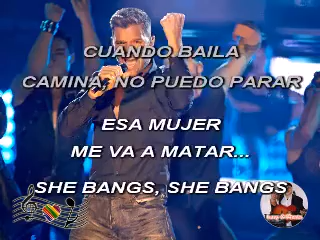 CUANDO BAILA
CAMINA, NO PUEDO PARAR
ESA MUJER
ME VA A MATAR...
SHE BANGS, SHE BANGS